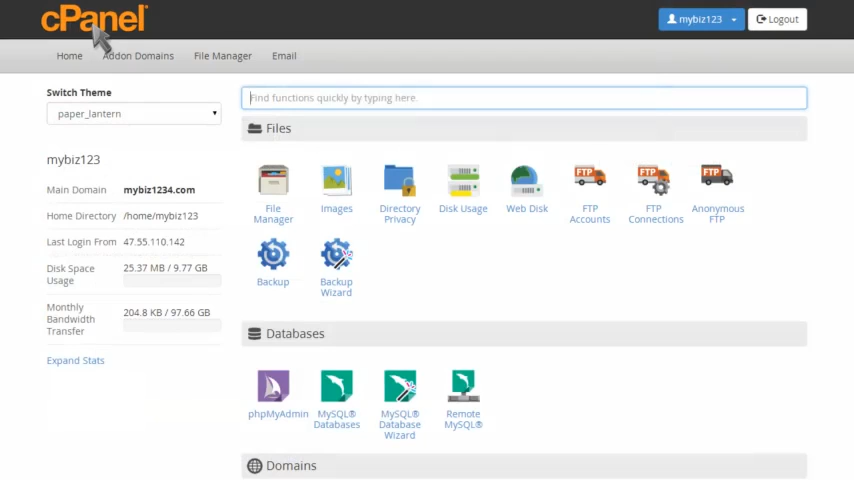 cPanel
mybiz123
Logout
Home
Addon Domains
File Manager
Email
Switch Theme
paper_lantern
mybiz123
Main Domain mybiz1234.com
Home Directory /home/mybiz123
Last Login From 47.55.110.142
Disk Space
Usage
25.37 MB / 9.77 GB
Monthly
Bandwidth
Transfer
204.8 KB / 97.66 GB
Expand Stats
Find functions quickly by typing here.
Files
File
Manager
Images
Directory
Privacy
Disk Usage
Web Disk
FTP
Accounts
FTP
Connections
Anonymous
FTP
Backup
Backup
Wizard
Databases
phpMyAdmin
MySQL®
Databases
MySQL®
Database
Wizard
Remote
MySQL®
Domains